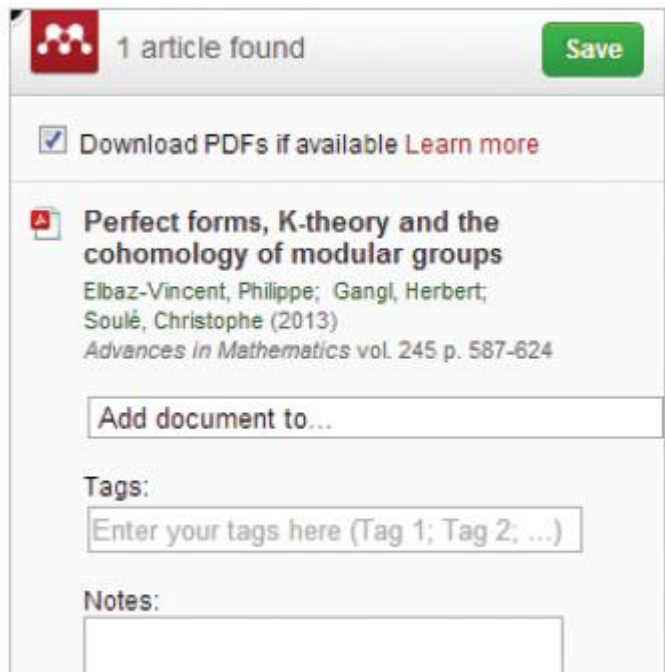 1 article found
Save
Download PDFs if available Learn more
Perfect forms, K-theory and the
cohomology of modular groups
Elbaz-Vincent, Philippe; Gangl, Herbert;
Soulé, Christophe (2013)
Advances in Mathematics vol. 245 p. 587-624
Add document to...
Tags:
Enter your tags here (Tag 1; Tag 2; ...)
Notes: